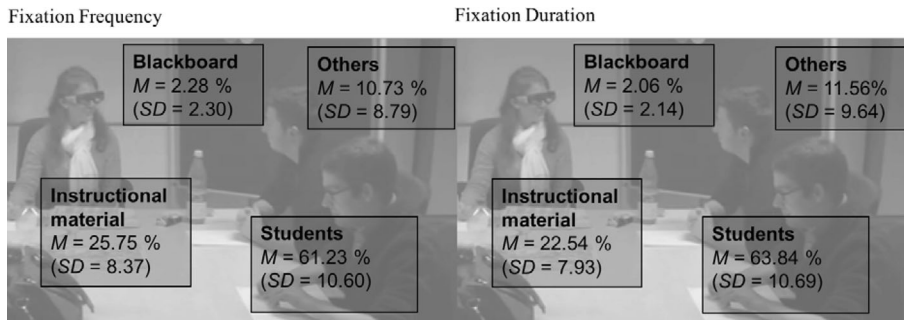 Fixation Frequency
Blackboard
M = 2.28 %
(SD = 2.30)
Others
M = 10.73 %
(SD = 8.79)
Instructional
material
M = 25.75 %
(SD = 8.37)
Students
M = 61.23 %
(SD = 10.60)
Fixation Duration
Blackboard
M = 2.06 %
(SD = 2.14)
Others
M = 11.56%
(SD = 9.64)
Instructional
material
M = 22.54 %
(SD = 7.93)
Students
M = 63.84 %
(SD = 10.69)